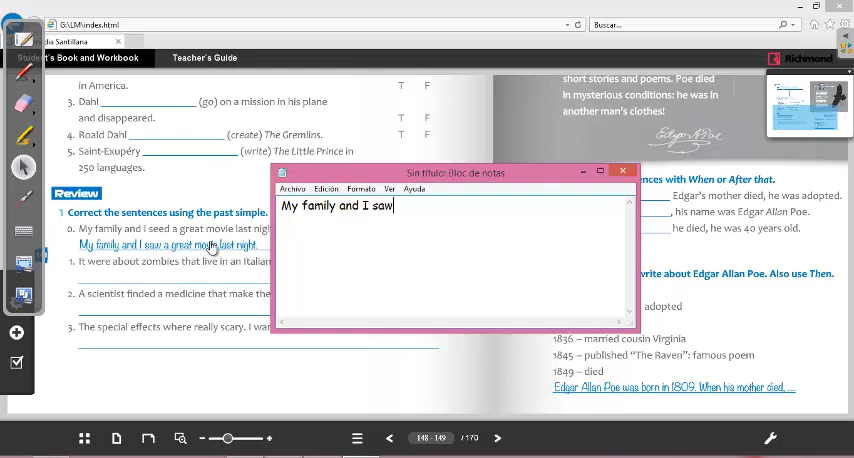 G:\LM\index.html
Buscar...
edia Santillana
Student's Book and Workbook
Teacher's Guide
Richmond
in America.
T F
3. Dahl (go) on a mission in his plane
and disappeared.
T F
4. Roald Dahl (create) The Gremlins.
T F
5. Saint-Exupéry (write) The Little Prince in
250 languages.
Review
1 Correct the sentences using the past simple.
0. My family and I seed a great movie last nigh
My family and I saw a great movie last night.
1. It were about zombies that live in an Italian
2. A scientist finded a medicine that make the
3. The special effects where really scary. I wan
Sin título: Bloc de notas
Archivo Edición Formato Ver Ayuda
My family and I saw
short stories and poems. Poe died
in mysterious conditions: he was in
another man's clothes!
Edgar A Poe
nces with When or After that.
Edgar's mother died, he was adopted.
, his name was Edgar Allan Poe.
he died, he was 40 years old.
write about Edgar Allan Poe. Also use Then.
adopted
1836 – married cousin Virginia
1845 – published "The Raven": famous poem
1849 – died
Edgar Allan Poe was born in 1809. When his mother died, ...
148 - 149 / 170